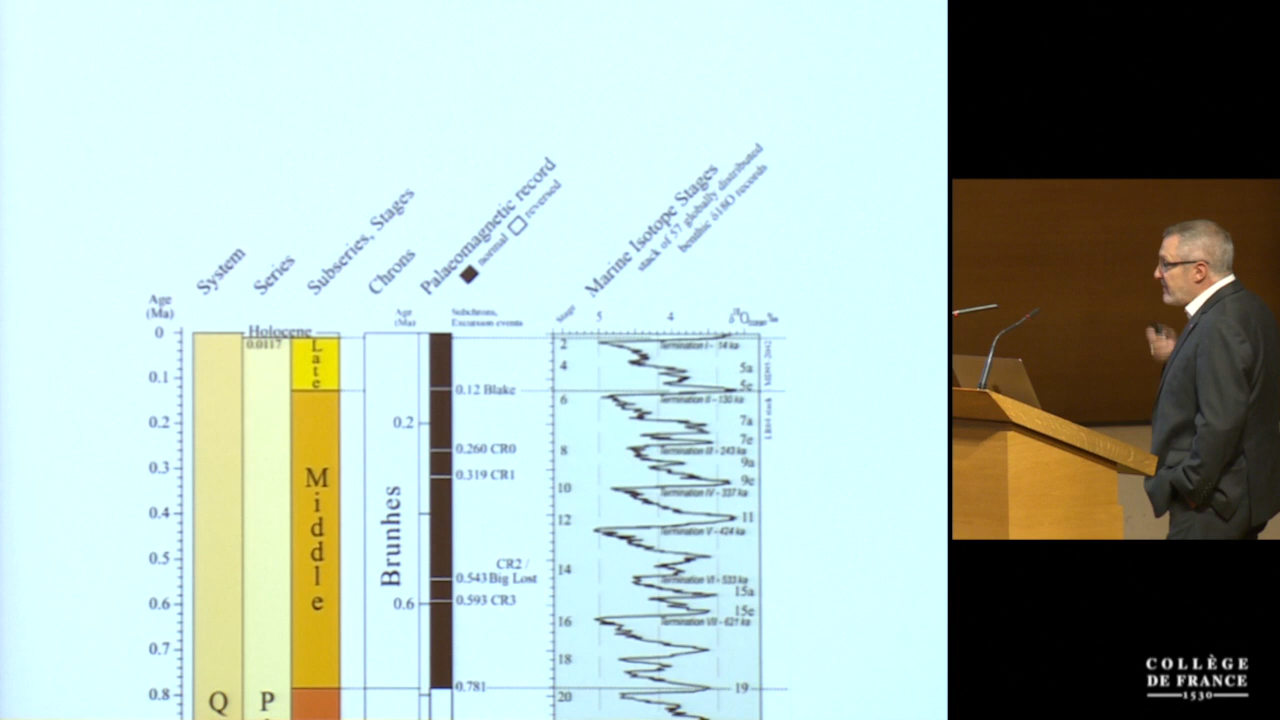 System
Series
Subseries, Stages
Chrons
Palaeomagnetic record
normal reversed
Marine Isotope Stages
stack of 57 globally distributed
benthic δ18O records
Age
(Ma)
Age
(Ma)
Subchrons,
Excursion events
Stage
5
4
0
0.1
0.2
0.3
0.4
0.5
0.6
0.7
0.8
Holocene
0.0117
Late
Middle
Q
P
0.2
0.6
Brunhes
0.12 Blake
0.260 CR0
0.319 CR1
CR2 /
0.543 Big Lost
0.593 CR3
0.781
2
4
6
8
10
12
14
16
18
20
Termination I - 14 ka
5a
5e
Termination II - 130 ka
7a
7e
Termination III - 243 ka
9a
9e
Termination IV - 337 ka
11
Termination V - 424 ka
Termination VI - 533 ka
15a
15e
Termination VII - 621 ka
19
COLLÈGE
DE FRANCE
1530